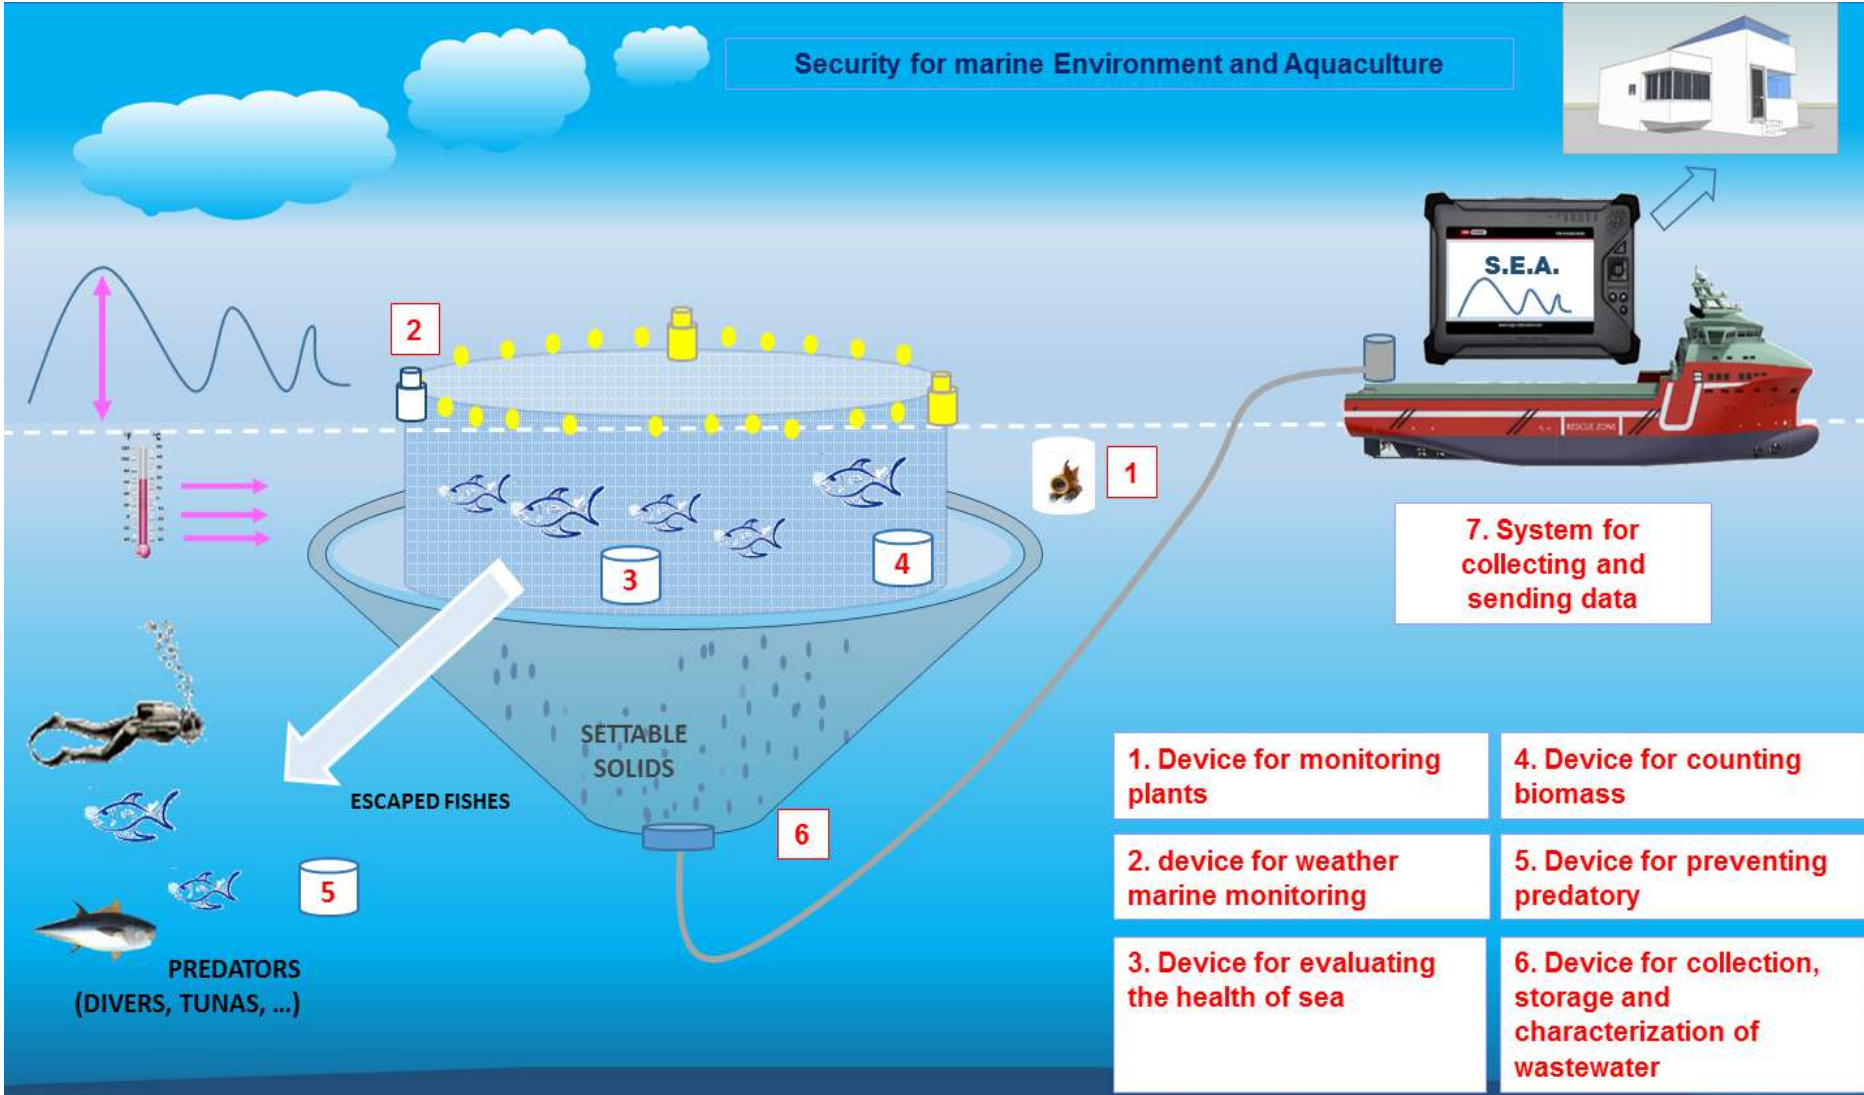 Security for marine Environment and Aquaculture
S.E.A.
2
1
RESCUE ZONE
7. System for
collecting and
sending data
4
3
SETTABLE
SOLIDS
ESCAPED FISHES
6
5
PREDATORS
(DIVERS, TUNAS, ...)
1. Device for monitoring
plants
4. Device for counting
biomass
2. device for weather
marine monitoring
5. Device for preventing
predatory
3. Device for evaluating
the health of sea
6. Device for collection,
storage and
characterization of
wastewater